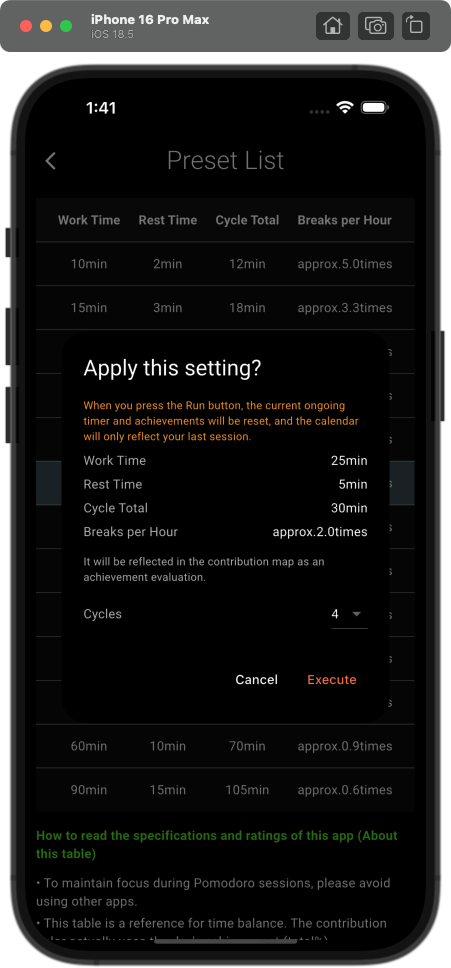 iPhone 16 Pro Max
iOS 18.5
1:41
Preset List
Work Time Rest Time Cycle Total Breaks per Hour
10min 2min 12min approx.5.0times
15min 3min 18min approx.3.3times
Apply this setting?
When you press the Run button, the current ongoing
timer and achievements will be reset, and the calendar
will only reflect your last session.
Work Time 25min
Rest Time 5min
Cycle Total 30min
Breaks per Hour approx.2.0times
It will be reflected in the contribution map as an
achievement evaluation.
Cycles 4
Cancel Execute
60min 10min 70min approx.0.9times
90min 15min 105min approx.0.6times
How to read the specifications and ratings of this app (About
this table)
• To maintain focus during Pomodoro sessions, please avoid
using other apps.
• This table is a reference for time balance. The contribution